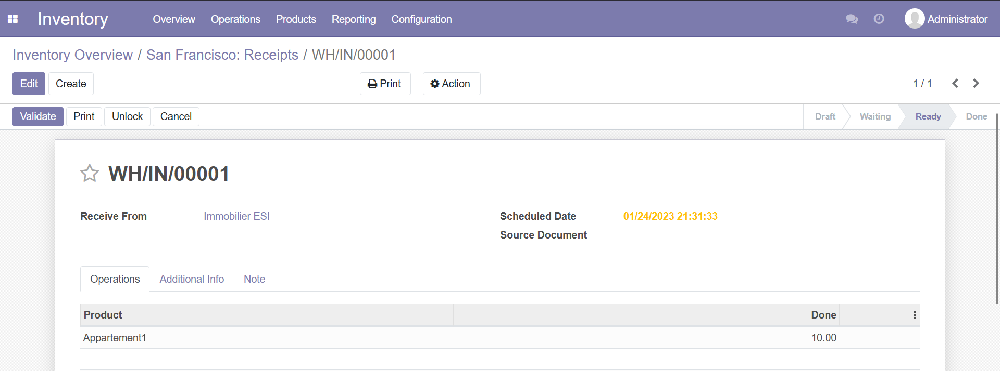 Inventory Overview Operations Products Reporting Configuration Administrator
Inventory Overview / San Francisco: Receipts / WH/IN/00001
Edit Create Print Action 1 / 1
Validate Print Unlock Cancel Draft Waiting Ready Done
WH/IN/00001
Receive From Immobilier ESI Scheduled Date 01/24/2023 21:31:33
Source Document
Operations Additional Info Note
Product Done
Appartement1 10.00